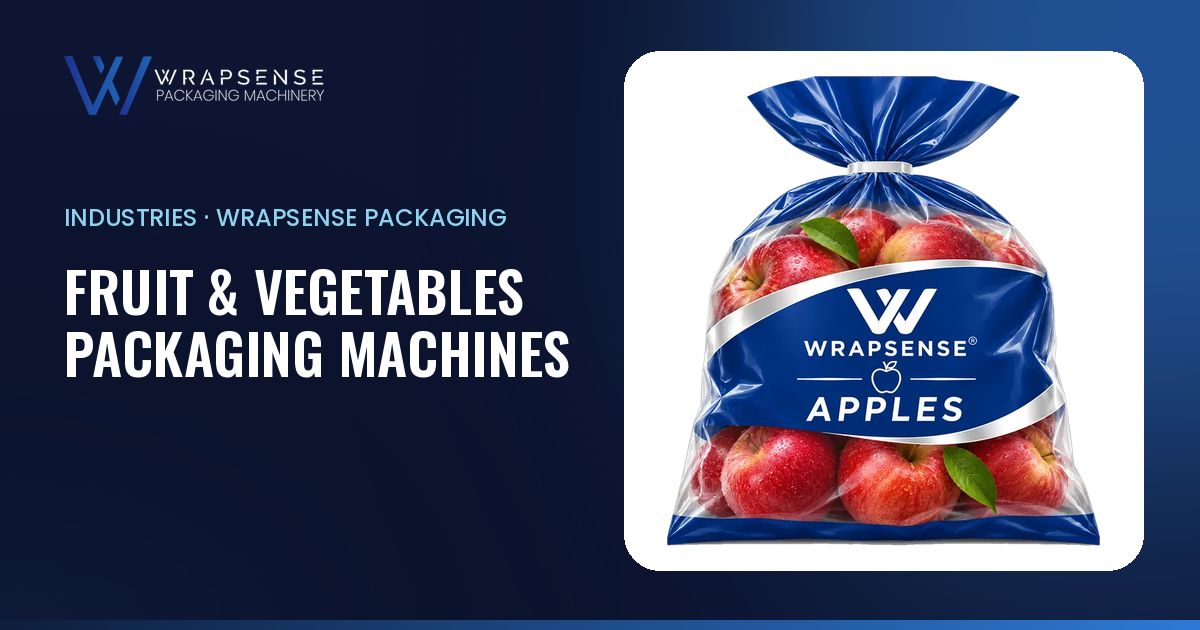 WRAPSENSE
PACKAGING MACHINERY
INDUSTRIES · WRAPSENSE PACKAGING
FRUIT & VEGETABLES
PACKAGING MACHINES
WRAPSENSE®
APPLES